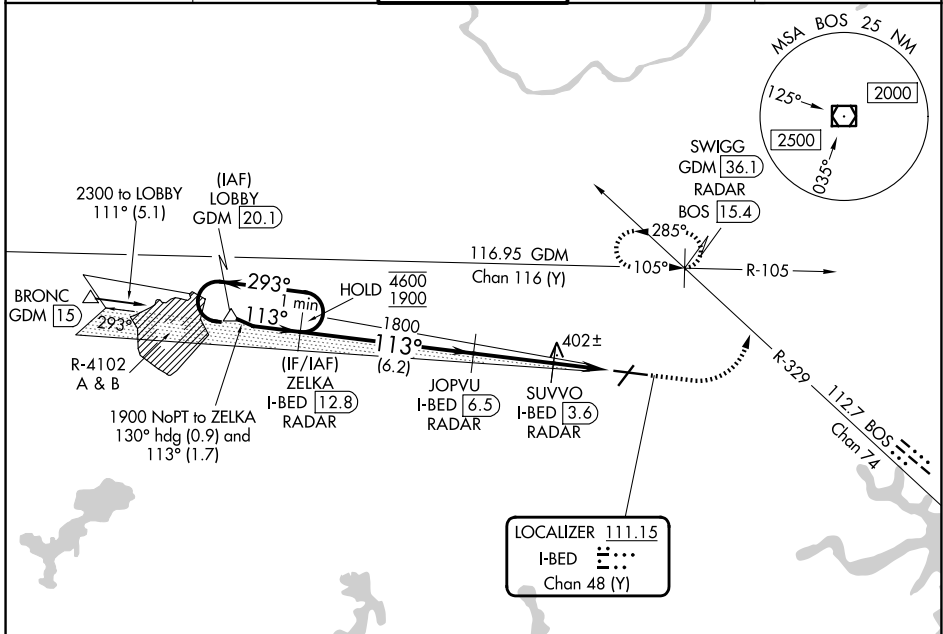 MSA BOS 25 NM
125°
2000
2500
035°
SWIGG
GDM 36.1
RADAR
BOS 15.4
2300 to LOBBY
111° (5.1)
(IAF)
LOBBY
GDM 20.1
285°
105°
116.95 GDM
Chan 116 (Y)
R-105
BRONC
GDM 15
293°
293°
1 min
113°
HOLD
4600
1900
1800
113°
(6.2)
402±
R-4102
A & B
(IF/IAF)
ZELKA
I-BED 12.8
RADAR
JOPVU
I-BED 6.5
RADAR
SUVVO
I-BED 3.6
RADAR
R-329
112.7 BOS
Chan 74
1900 NoPT to ZELKA
130° hdg (0.9) and
113° (1.7)
LOCALIZER 111.15
I-BED
Chan 48 (Y)